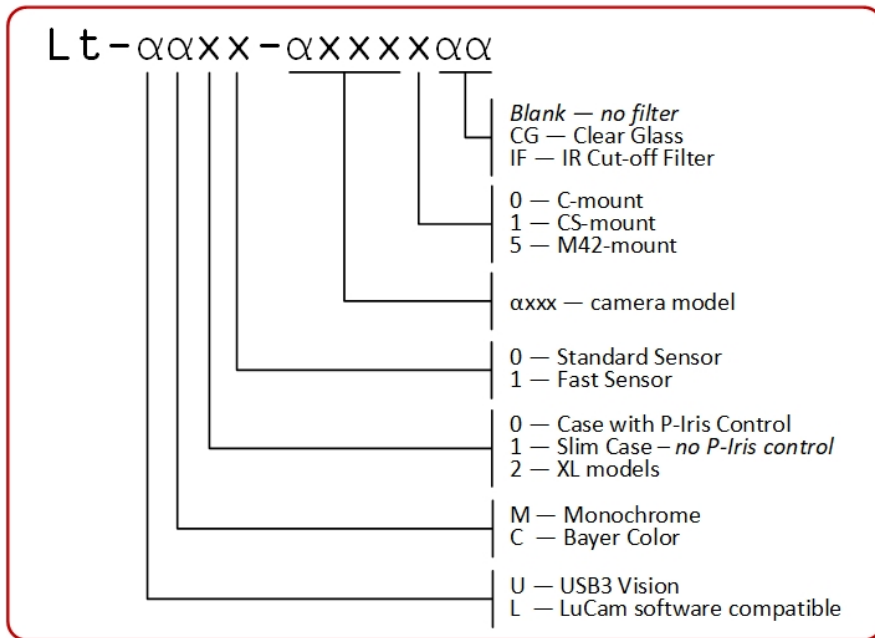 Lt-ααxx-αxxxxαα
Blank — no filter
CG — Clear Glass
IF — IR Cut-off Filter
0 — C-mount
1 — CS-mount
5 — M42-mount
αxxx — camera model
0 — Standard Sensor
1 — Fast Sensor
0 — Case with P-Iris Control
1 — Slim Case – no P-Iris control
2 — XL models
M — Monochrome
C — Bayer Color
U — USB3 Vision
L — LuCam software compatible